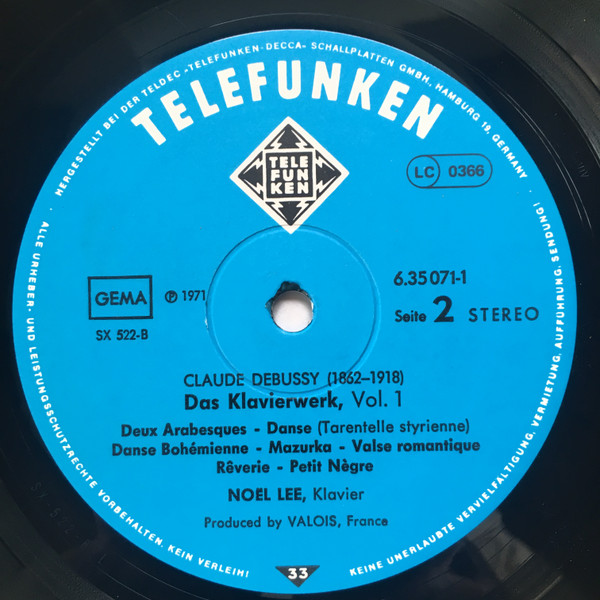 HERGESTELLT BEI DER TELDEC »TELEFUNKEN-DECCA« SCHALLPLATTEN GMBH., HAMBURG 19, GERMANY
TELEFUNKEN
TELE
FUN
KEN
LC 0366
GEMA
℗ 1971
6.35 071-1
SX 522-B
Seite 2 STEREO
CLAUDE DEBUSSY (1862–1918)
Das Klavierwerk, Vol. 1
Deux Arabesques - Danse (Tarentelle styrienne)
Danse Bohémienne - Mazurka - Valse romantique
Rêverie - Petit Nègre
NOEL LEE, Klavier
Produced by VALOIS, France
33
ALLE URHEBER- UND LEISTUNGSSCHUTZRECHTE VORBEHALTEN. KEIN VERLEIH!
KEINE UNERLAUBTE VERVIELFALTIGUNG, VERMIETUNG, AUFFUHRUNG, SENDUNG!